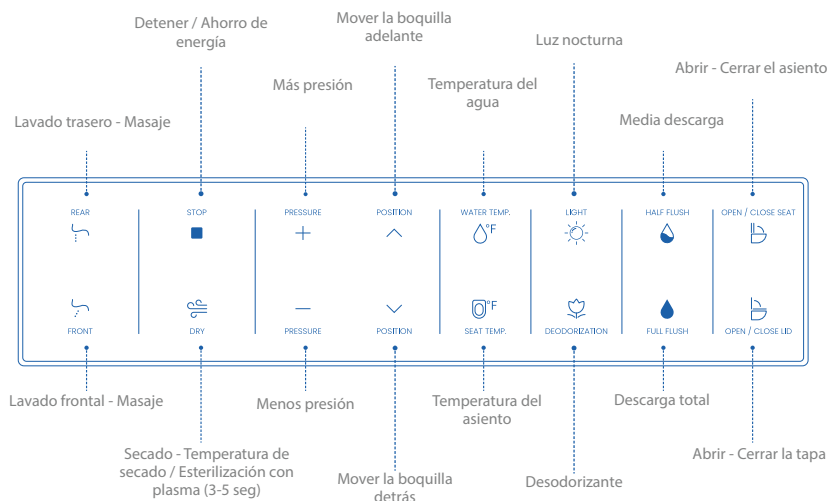 Detener / Ahorro de
energía
Mover la boquilla
adelante
Luz nocturna
Abrir - Cerrar el asiento
Más presión
Temperatura del
agua
Media descarga
Lavado trasero - Masaje
REAR
STOP
PRESSURE
POSITION
WATER TEMP.
LIGHT
HALF FLUSH
OPEN / CLOSE SEAT
°F
°F
FRONT
DRY
PRESSURE
POSITION
SEAT TEMP.
DEODORIZATION
FULL FLUSH
OPEN / CLOSE LID
Lavado frontal - Masaje
Menos presión
Temperatura del
asiento
Descarga total
Secado - Temperatura de
secado / Esterilización con
plasma (3-5 seg)
Mover la boquilla
detrás
Desodorizante
Abrir - Cerrar la tapa